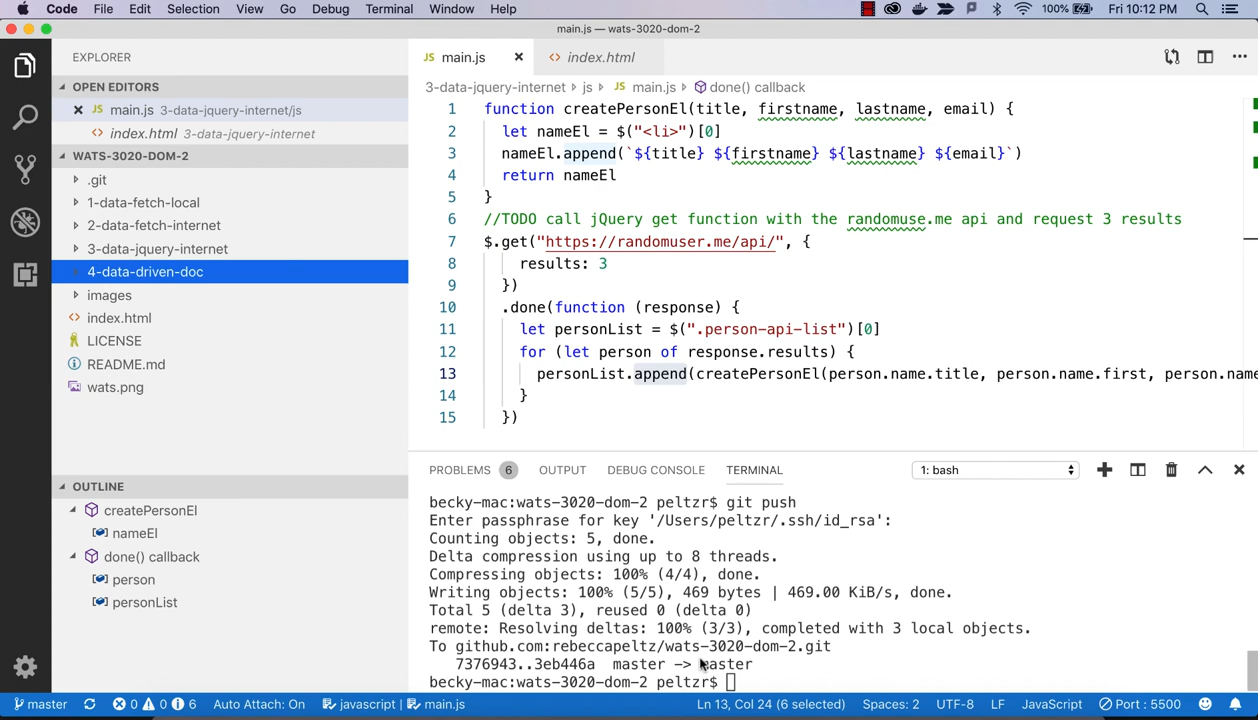 Code File Edit Selection View Go Debug Terminal Window Help 100% Fri 10:12 PM
main.js — wats-3020-dom-2
EXPLORER
OPEN EDITORS
JS main.js 3-data-jquery-internet/js
<> index.html 3-data-jquery-internet
WATS-3020-DOM-2
.git
1-data-fetch-local
2-data-fetch-internet
3-data-jquery-internet
4-data-driven-doc
images
<> index.html
LICENSE
README.md
wats.png
OUTLINE
createPersonEl
nameEl
done() callback
person
personList
JS main.js
<> index.html
3-data-jquery-internet › js › JS main.js › done() callback
1 function createPersonEl(title, firstname, lastname, email) {
2 let nameEl = $("<li>")[0]
3 nameEl.append(`${title} ${firstname} ${lastname} ${email}`)
4 return nameEl
5 }
6 //TODO call jQuery get function with the randomuse.me api and request 3 results
7 $.get("https://randomuser.me/api/", {
8 results: 3
9 })
10 .done(function (response) {
11 let personList = $(".person-api-list")[0]
12 for (let person of response.results) {
13 personList.append(createPersonEl(person.name.title, person.name.first, person.name
14 }
15 })
PROBLEMS 6 OUTPUT DEBUG CONSOLE TERMINAL 1: bash
becky-mac:wats-3020-dom-2 peltzr$ git push
Enter passphrase for key '/Users/peltzr/.ssh/id_rsa':
Counting objects: 5, done.
Delta compression using up to 8 threads.
Compressing objects: 100% (4/4), done.
Writing objects: 100% (5/5), 469 bytes | 469.00 KiB/s, done.
Total 5 (delta 3), reused 0 (delta 0)
remote: Resolving deltas: 100% (3/3), completed with 3 local objects.
To github.com:rebeccapeltz/wats-3020-dom-2.git
7376943..3eb446a master -> master
becky-mac:wats-3020-dom-2 peltzr$
master 0 0 6 Auto Attach: On javascript | main.js Ln 13, Col 24 (6 selected) Spaces: 2 UTF-8 LF JavaScript Port : 5500